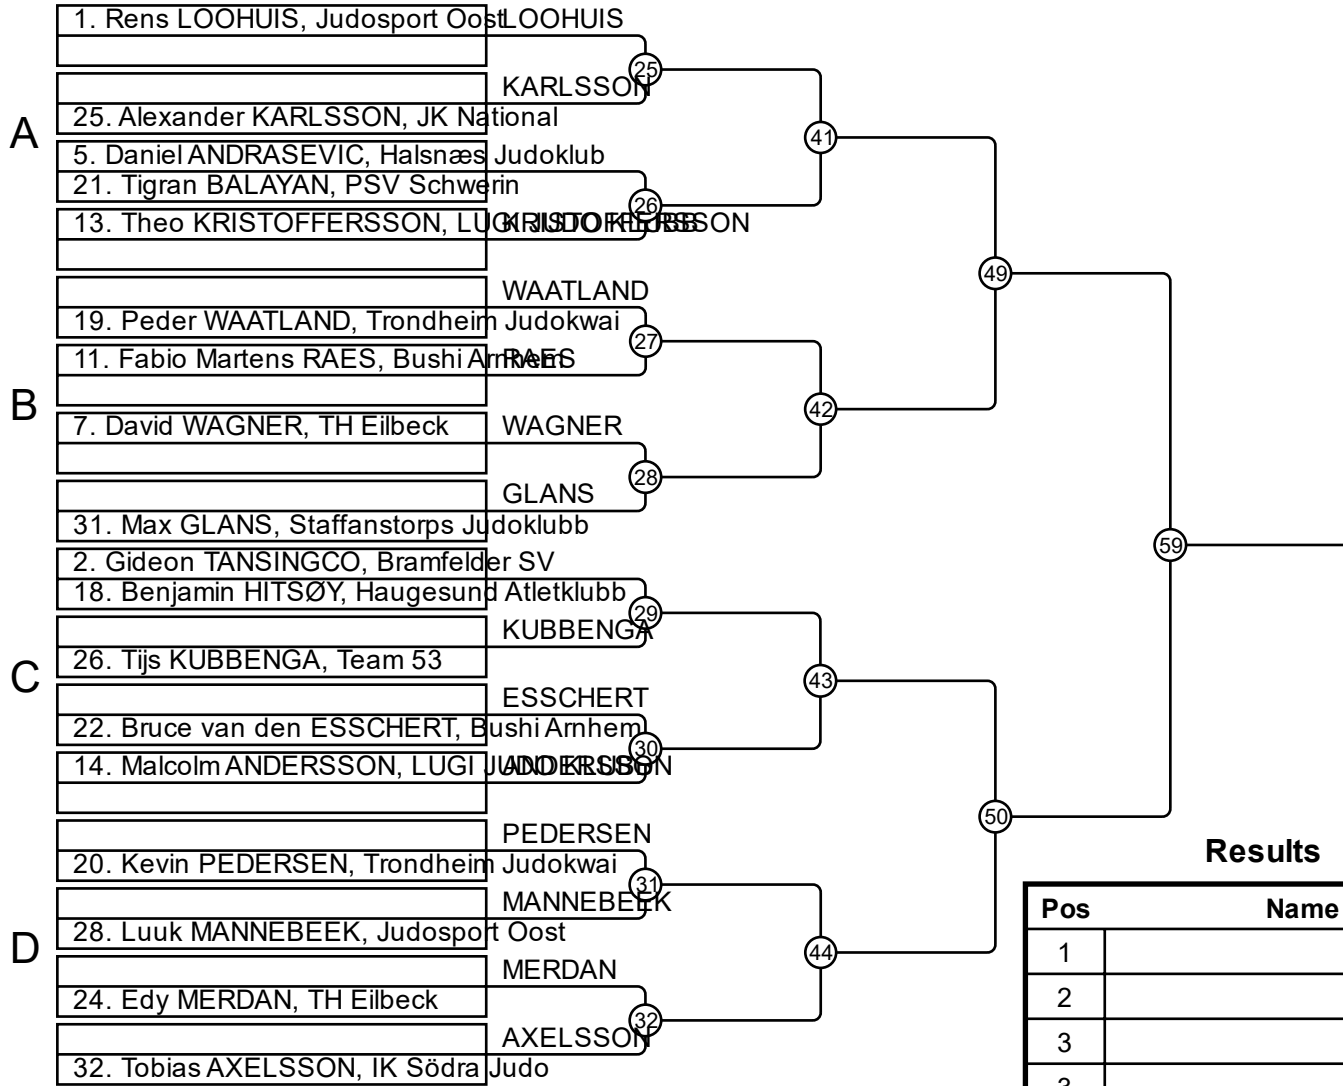 1. Rens LOOHUIS, Judosport Oost LOOHUIS
25
KARLSSON
25. Alexander KARLSSON, JK National
A
41
5. Daniel ANDRASEVIC, Halsnæs Judoklub
21. Tigran BALAYAN, PSV Schwerin
26
13. Theo KRISTOFFERSSON, LUGI JUDO KLUBB KRISTOFFERSSON
49
WAATLAND
19. Peder WAATLAND, Trondheim Judokwai
27
11. Fabio Martens RAES, Bushi Arnhem RAES
B
42
7. David WAGNER, TH Eilbeck WAGNER
28
GLANS
31. Max GLANS, Staffanstorps Judoklubb
59
2. Gideon TANSINGCO, Bramfelder SV
18. Benjamin HITSØY, Haugesund Atletklubb
29
KUBBENGA
26. Tijs KUBBENGA, Team 53
C
43
ESSCHERT
22. Bruce van den ESSCHERT, Bushi Arnhem
30
14. Malcolm ANDERSSON, LUGI JUDO KLUBB ANDERSSON
50
PEDERSEN
20. Kevin PEDERSEN, Trondheim Judokwai
31
MANNEBEEK
28. Luuk MANNEBEEK, Judosport Oost
D
44
MERDAN
24. Edy MERDAN, TH Eilbeck
32
AXELSSON
32. Tobias AXELSSON, IK Södra Judo
Results
Pos Name
1
2
3
3